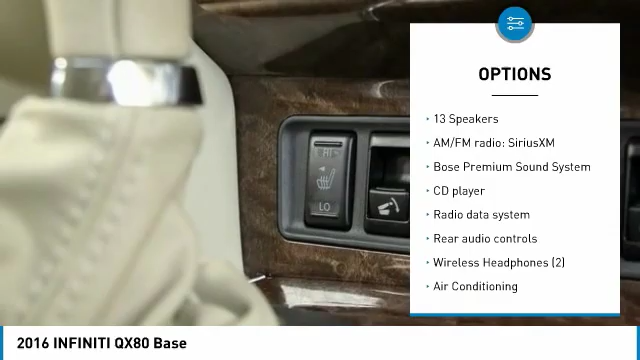 OPTIONS
• 13 Speakers
• AM/FM radio: SiriusXM
• Bose Premium Sound System
• CD player
• Radio data system
• Rear audio controls
• Wireless Headphones (2)
• Air Conditioning
HI
LO
2016 INFINITI QX80 Base